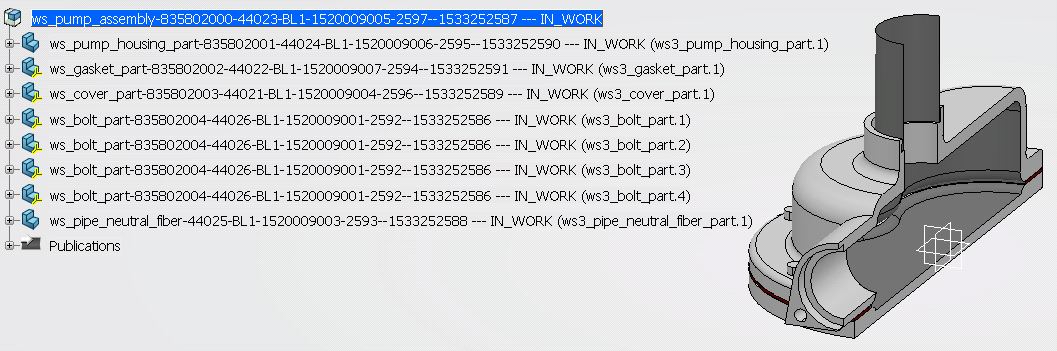 ws_pump_assembly-835802000-44023-BL1-1520009005-2597--1533252587 --- IN_WORK
ws_pump_housing_part-835802001-44024-BL1-1520009006-2595--1533252590 --- IN_WORK (ws3_pump_housing_part.1)
ws_gasket_part-835802002-44022-BL1-1520009007-2594--1533252591 --- IN_WORK (ws3_gasket_part.1)
ws_cover_part-835802003-44021-BL1-1520009004-2596--1533252589 --- IN_WORK (ws3_cover_part.1)
ws_bolt_part-835802004-44026-BL1-1520009001-2592--1533252586 --- IN_WORK (ws3_bolt_part.1)
ws_bolt_part-835802004-44026-BL1-1520009001-2592--1533252586 --- IN_WORK (ws3_bolt_part.2)
ws_bolt_part-835802004-44026-BL1-1520009001-2592--1533252586 --- IN_WORK (ws3_bolt_part.3)
ws_bolt_part-835802004-44026-BL1-1520009001-2592--1533252586 --- IN_WORK (ws3_bolt_part.4)
ws_pipe_neutral_fiber-44025-BL1-1520009003-2593--1533252588 --- IN_WORK (ws3_pipe_neutral_fiber_part.1)
Publications